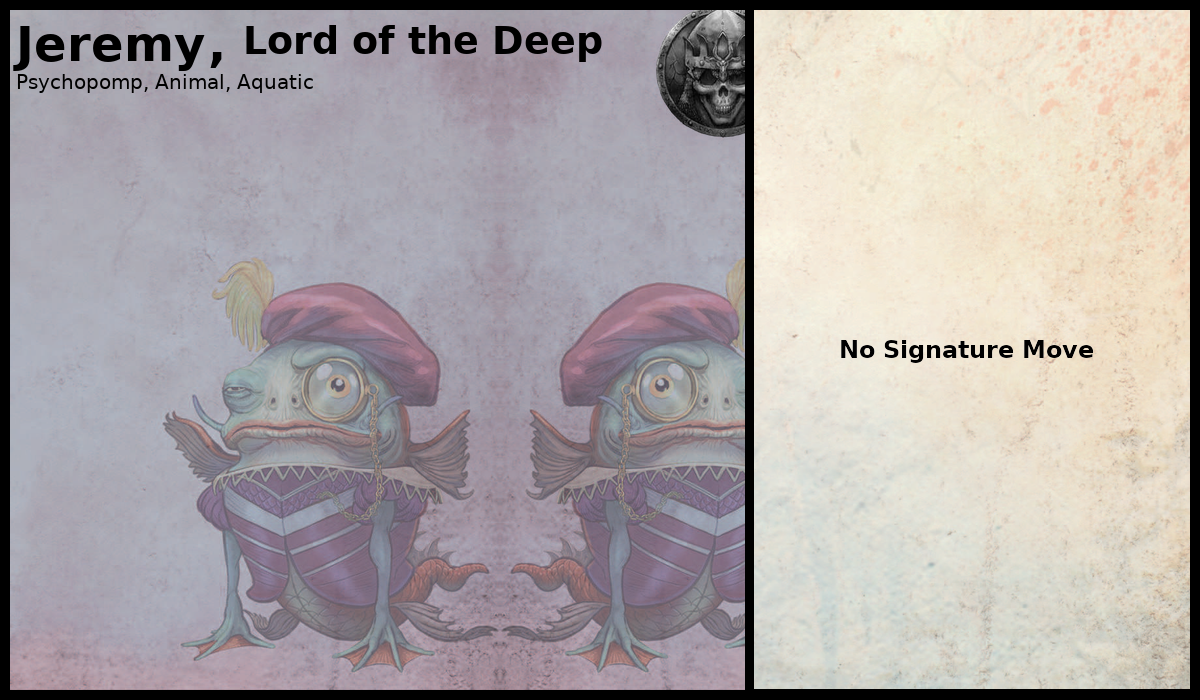 Jeremy, Lord of the Deep
Psychopomp, Animal, Aquatic
No Signature Move